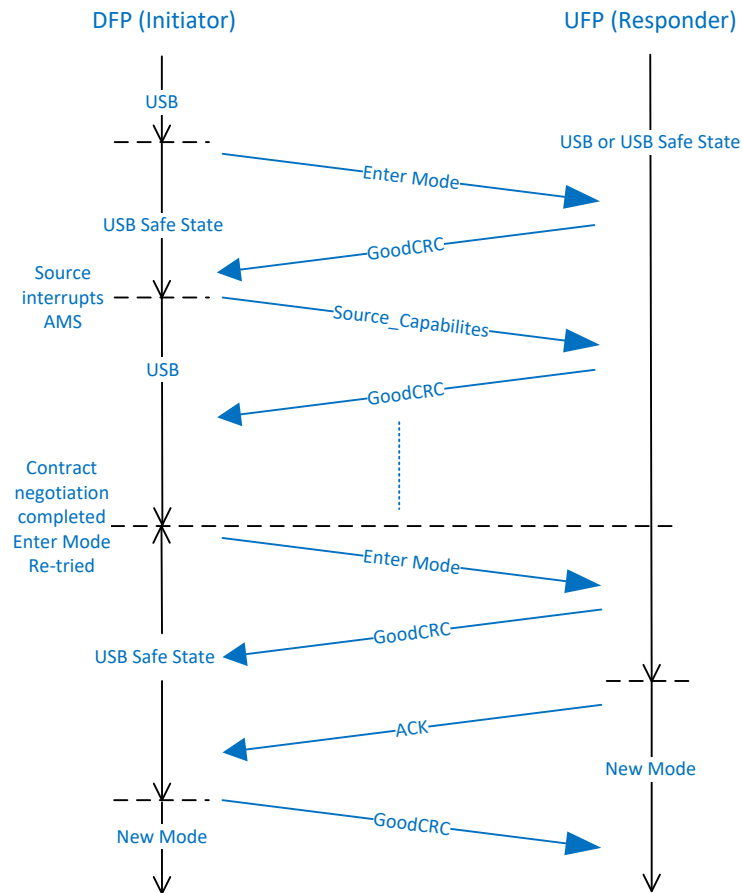 DFP (Initiator)
UFP (Responder)
USB
USB or USB Safe State
Enter Mode
USB Safe State
GoodCRC
Source
interrupts
AMS
Source_Capabilites
USB
GoodCRC
Contract
negotiation
completed
Enter Mode
Re-tried
Enter Mode
GoodCRC
USB Safe State
ACK
New Mode
GoodCRC
New Mode